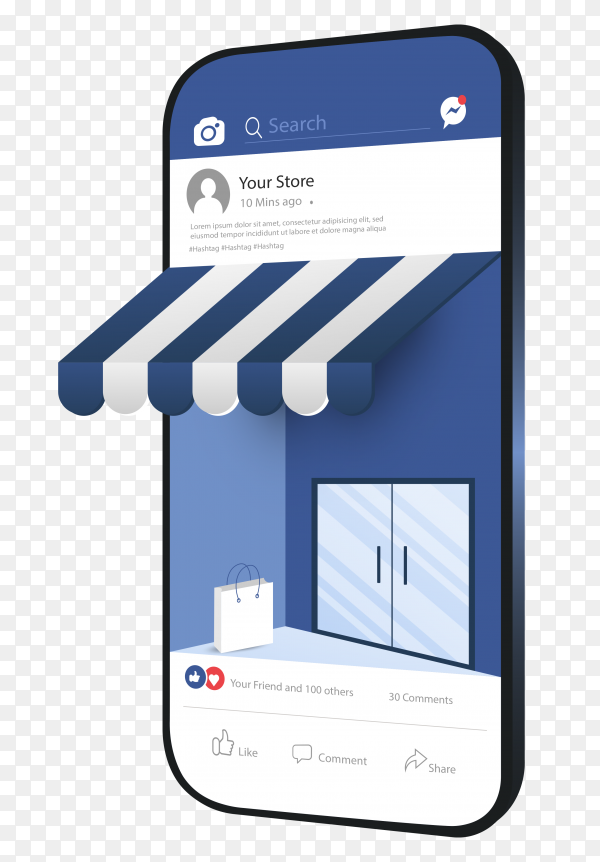 Search
Your Store
10 Mins ago •
Lorem ipsum dolor sit amet, consectetur adipisicing elit, sed
eiusmod tempor incididunt ut labore et dolore magna aliqua
#Hashtag #Hashtag #Hashtag
Your Friend and 100 others
30 Comments
Like
Comment
Share